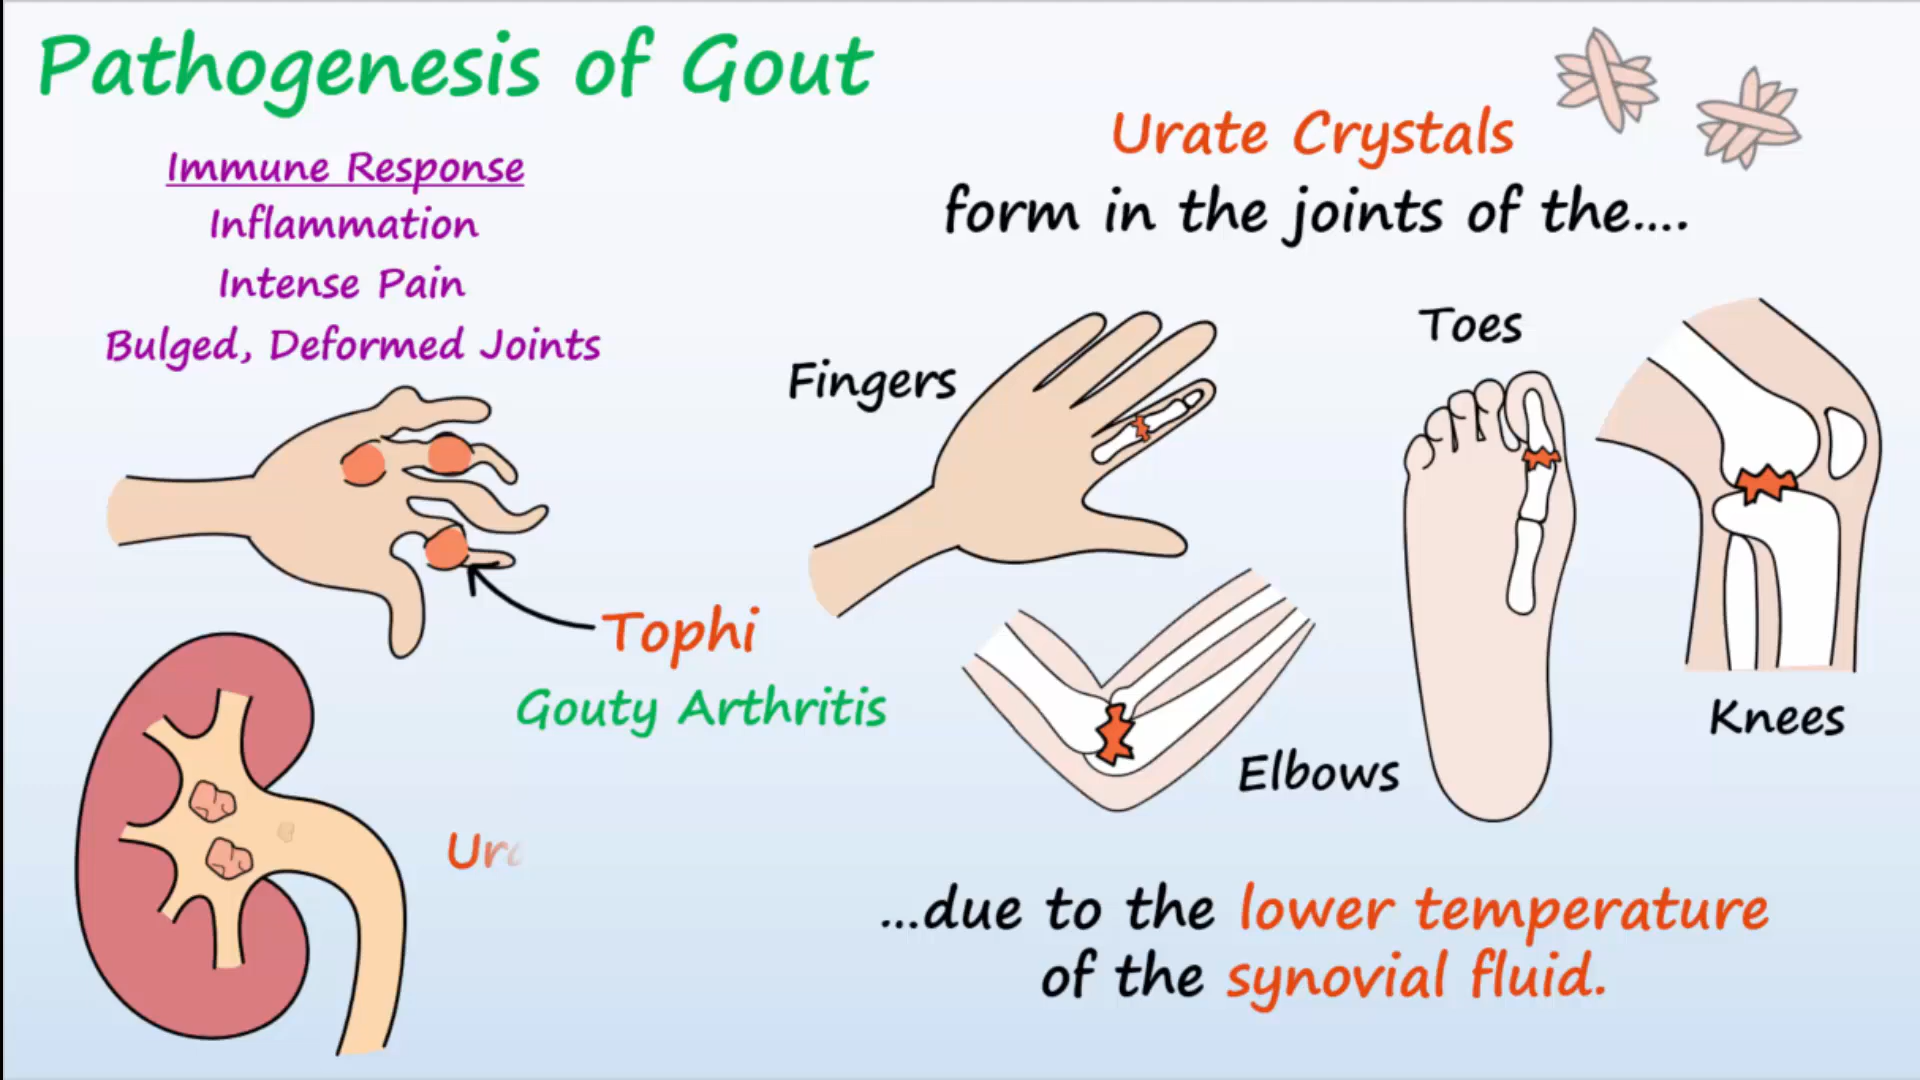 Pathogenesis of Gout
Immune Response
Inflammation
Intense Pain
Bulged, Deformed Joints
Tophi
Gouty Arthritis
Urate Crystals
form in the joints of the....
Fingers
Toes
Elbows
Knees
...due to the lower temperature
of the synovial fluid.